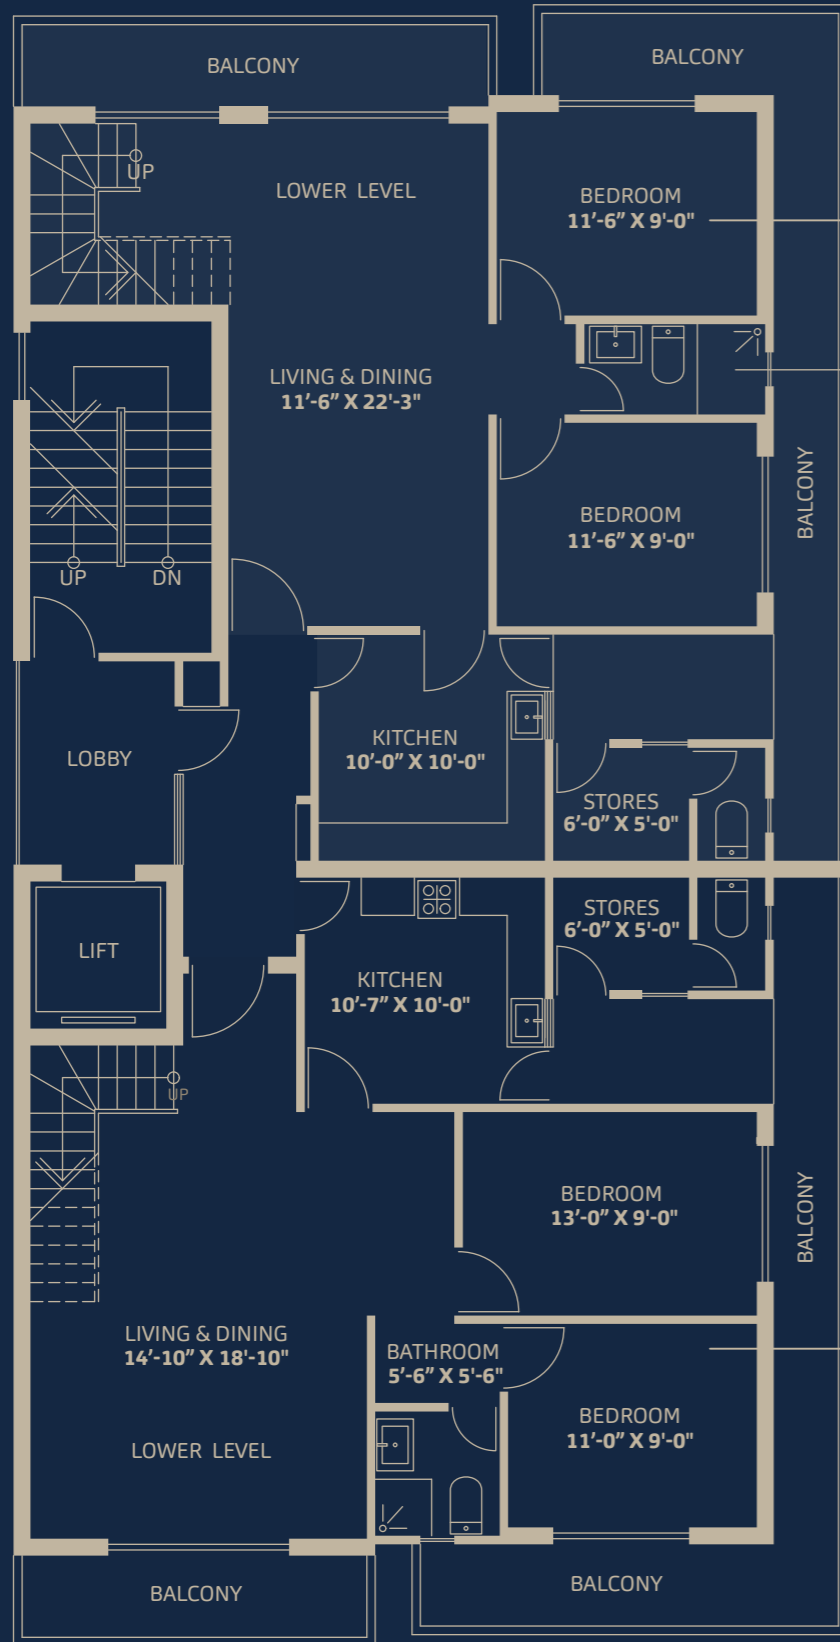 BALCONY
BALCONY
UP
LOWER LEVEL
BEDROOM
11’-6” X 9’-0"
LIVING & DINING
11’-6” X 22'-3"
BALCONY
BEDROOM
11’-6” X 9'-0"
UP
DN
LOBBY
KITCHEN
10’-0” X 10'-0"
STORES
6’-0” X 5’-0"
STORES
6’-0” X 5'-0"
LIFT
KITCHEN
10’-7” X 10’-0"
UP
BEDROOM
13’-0” X 9’-0"
BALCONY
LIVING & DINING
14’-10” X 18'-10"
BATHROOM
5’-6” X 5'-6"
BEDROOM
11’-0” X 9’-0"
LOWER LEVEL
BALCONY
BALCONY